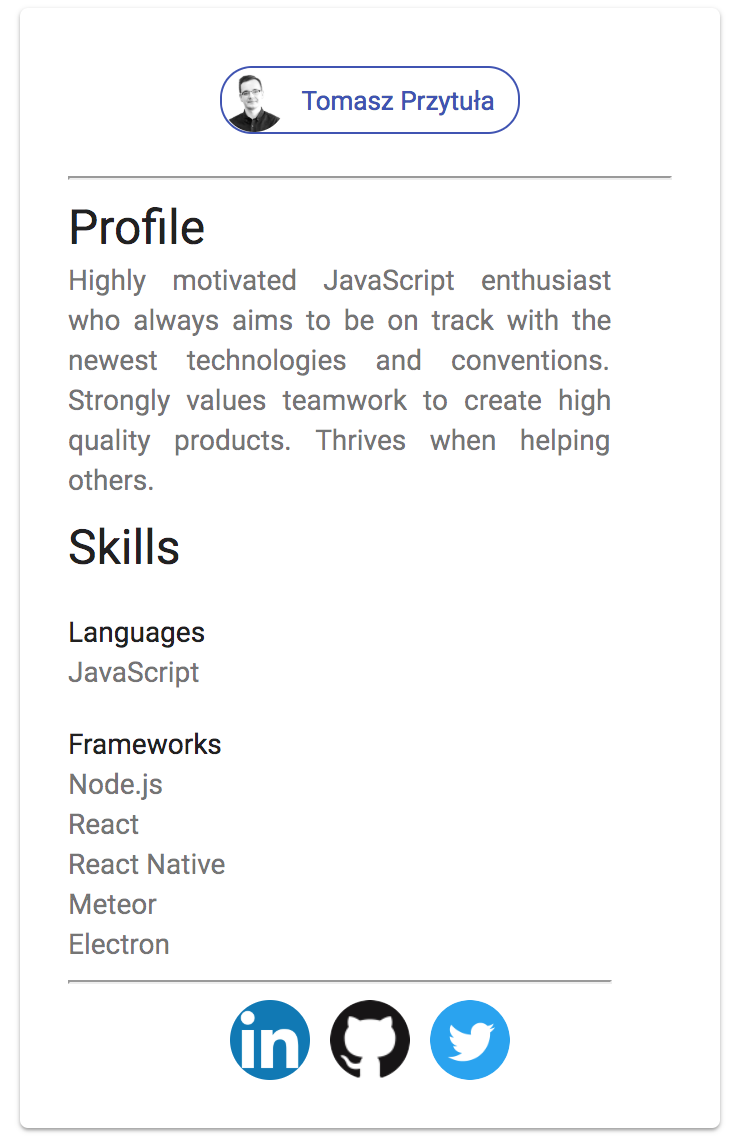 Tomasz Przytuła
Profile
Highly motivated JavaScript enthusiast
who always aims to be on track with the
newest technologies and conventions.
Strongly values teamwork to create high
quality products. Thrives when helping
others.
Skills
Languages
JavaScript
Frameworks
Node.js
React
React Native
Meteor
Electron
in